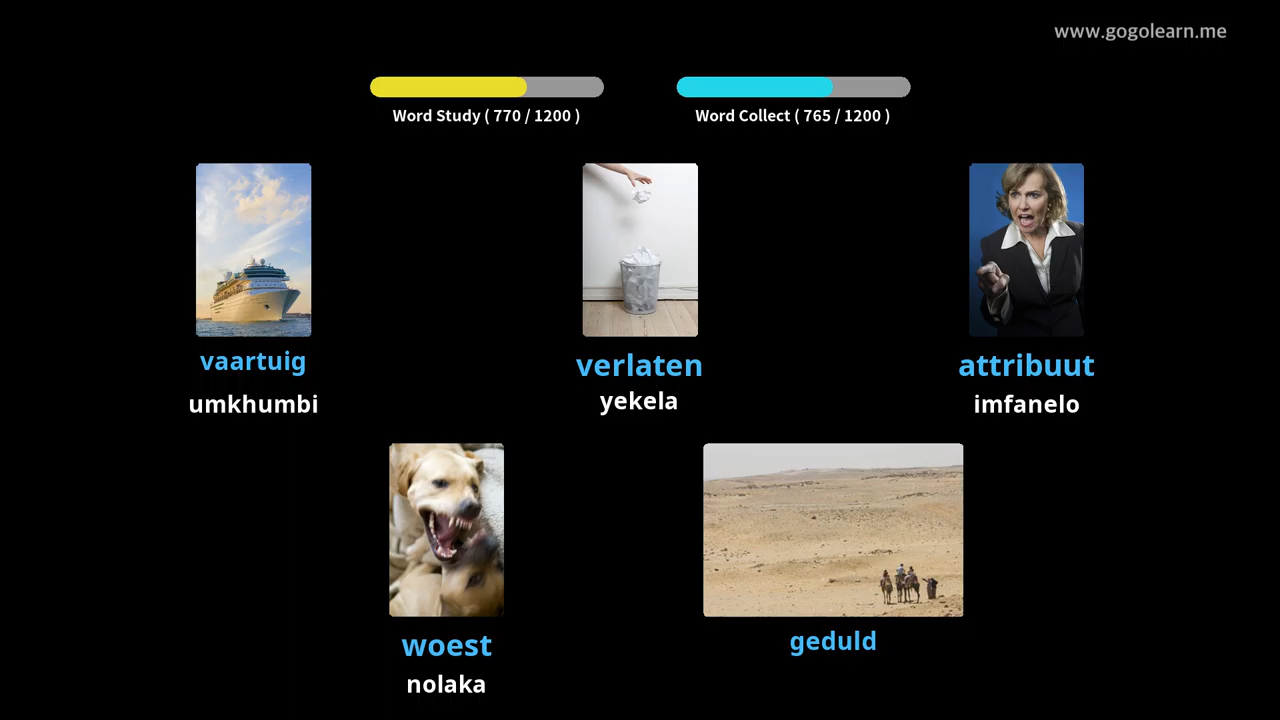 www.gogolearn.me
Word Study ( 770 / 1200 )
Word Collect ( 765 / 1200 )
vaartuig
umkhumbi
verlaten
yekela
attribuut
imfanelo
woest
nolaka
geduld